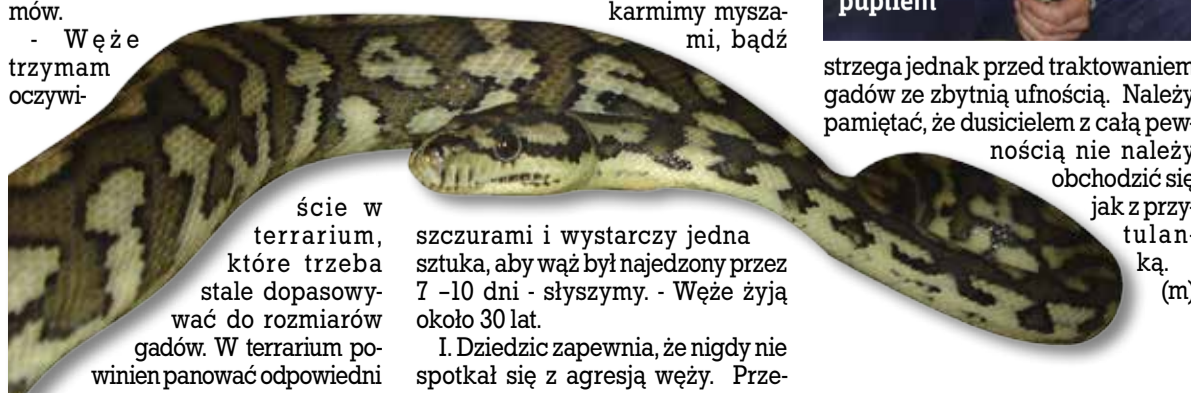 mów.
- Węże
trzymam
oczywi-
ście w
terrarium,
które trzeba
stale dopasowy-
wać do rozmiarów
gadów. W terrarium po-
winien panować odpowiedni
karmimy mysza-
mi, bądź
szczurami i wystarczy jedna
sztuka, aby wąż był najedzony przez
7 –10 dni - słyszymy. - Węże żyją
około 30 lat.
I. Dziedzic zapewnia, że nigdy nie
spotkał się z agresją węży. Prze-
pupilem
strzega jednak przed traktowaniem
gadów ze zbytnią ufnością. Należy
pamiętać, że dusicielem z całą pew-
nością nie należy
obchodzić się
jak z przy-
tulan-
ką.
(m)